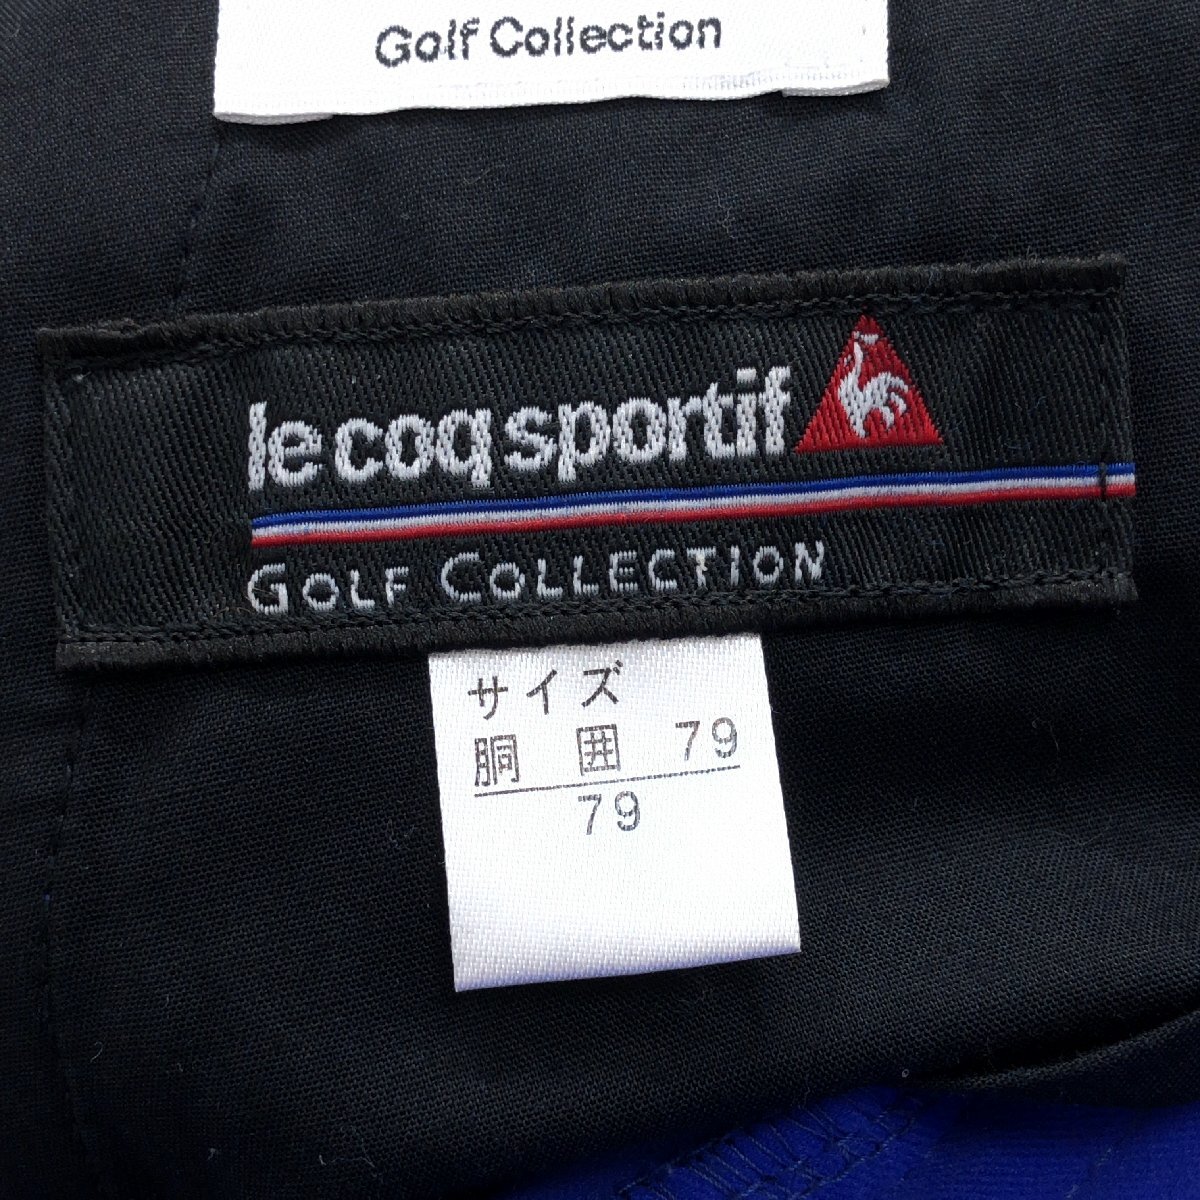 Golf Collection
le coq sportif
GOLF COLLECTION
サイズ
胴 囲 79
79